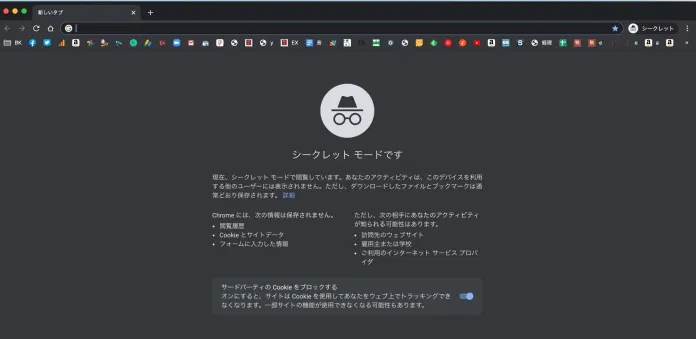 新しいタブ
シークレット
BK
y
EX
書
経理
e
a
シークレット モードです
現在、シークレット モードで閲覧しています。あなたのアクティビティは、このデバイスを利用
する他のユーザーには表示されません。ただし、ダウンロードしたファイルとブックマークは通
常どおり保存されます。 詳細
Chrome には、次の情報は保存されません。
• 閲覧履歴
• Cookie とサイトデータ
• フォームに入力した情報
ただし、次の相手にあなたのアクティビティ
が知られる可能性はあります。
• 訪問先のウェブサイト
• 雇用主または学校
• ご利用のインターネット サービス プロバ
イダ
サードパーティの Cookie をブロックする
オンにすると、サイトは Cookie を使用してあなたをウェブ上でトラッキングでき
なくなります。一部サイトの機能が使用できなくなる可能性もあります。